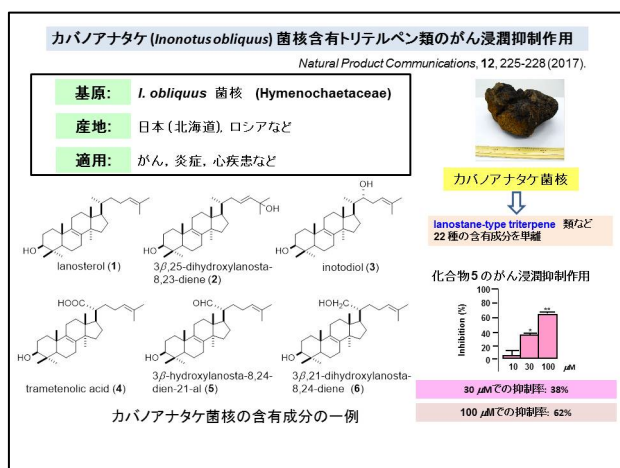 カバノアナタケ (Inonotus obliquus) 菌核含有トリテルペン類のがん浸潤抑制作用
Natural Product Communications, 12, 225-228 (2017).
基原: I. obliquus 菌核 (Hymenochaetaceae)
産地: 日本(北海道), ロシアなど
適用: がん, 炎症, 心疾患など
カバノアナタケ菌核
lanostane-type triterpene 類など
22 種の含有成分を単離
HO
lanosterol (1)
HO
OH
3β,25-dihydroxylanosta-
8,23-diene (2)
HO
OH
inotodiol (3)
HOOC
HO
trametenolic acid (4)
OHC
HO
3β-hydroxylanosta-8,24-
dien-21-al (5)
HOH₂C
HO
3β,21-dihydroxylanosta-
8,24-diene (6)
カバノアナタケ菌核の含有成分の一例
化合物5のがん浸潤抑制作用
Inhibition (%)
100
80
60
40
20
0
*
**
10 30 100 μM
30 μMでの抑制率: 38%
100 μMでの抑制率: 62%